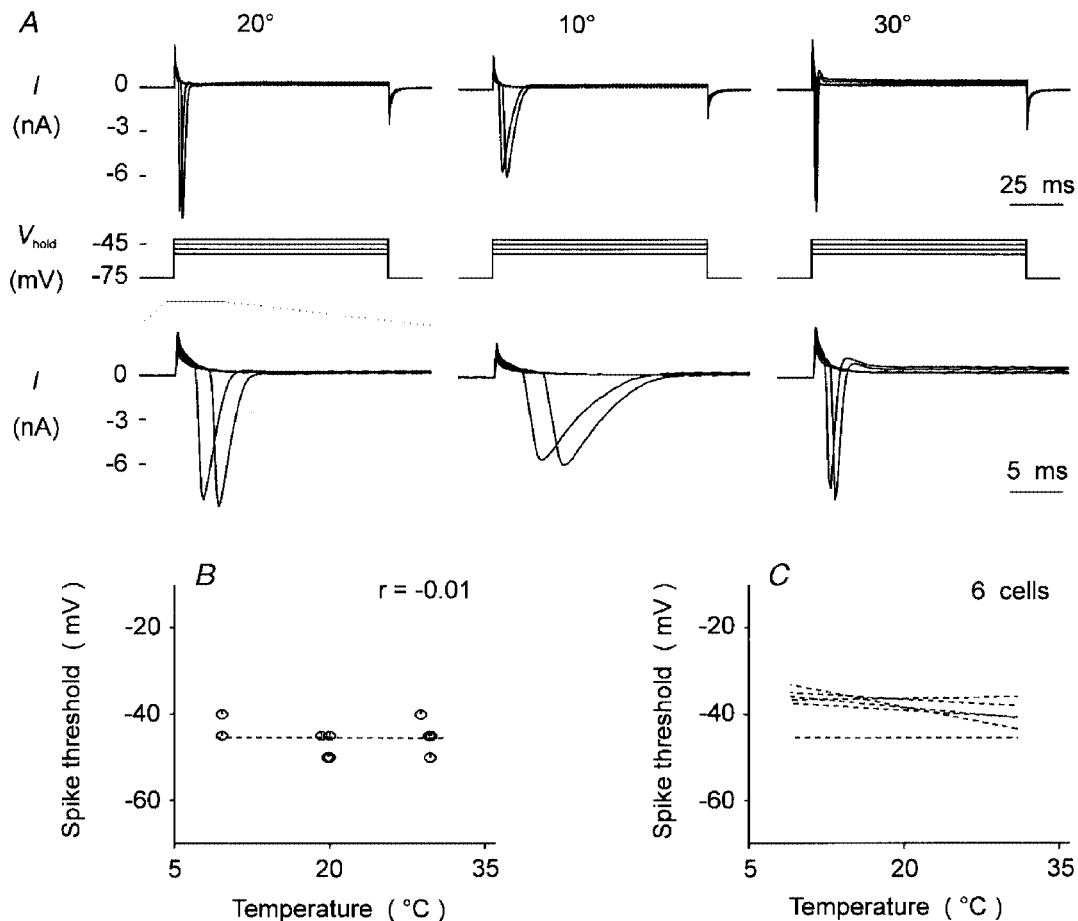 A 20° 10° 30°
I
(nA)
0
-3
-6
25 ms
V hold
(mV)
-45
-75
I
(nA)
0
-3
-6
5 ms
B
r = -0.01
Spike threshold ( mV )
-20
-40
-60
5 20 35
Temperature ( °C )
C
6 cells
Spike threshold ( mV )
-20
-40
-60
5 20 35
Temperature ( °C )